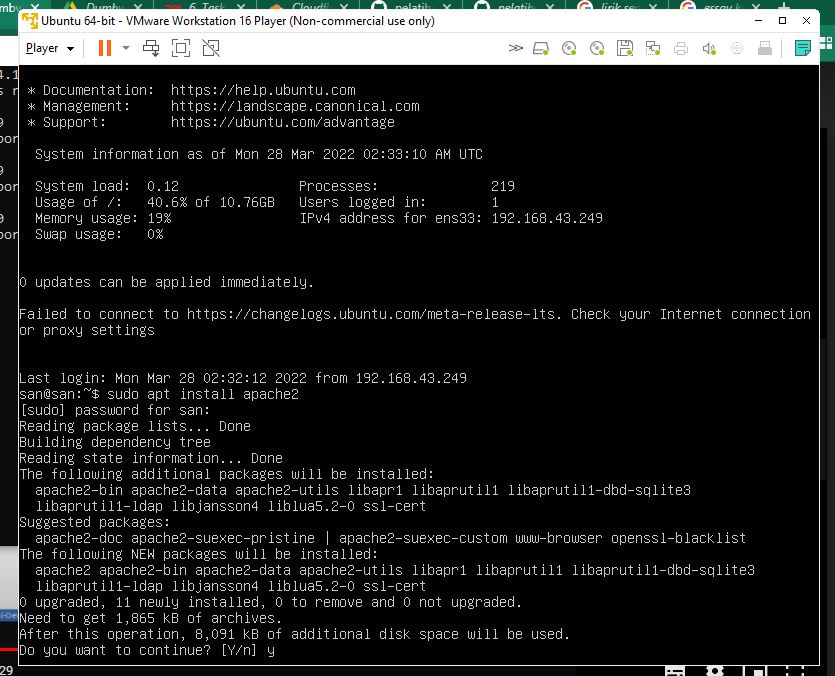 Dumbw
6. Task
Cloudfl
pelatih
pelatih
lirik
essay
Ubuntu 64-bit - VMware Workstation 16 Player (Non-commercial use only)
Player
* Documentation: https://help.ubuntu.com
* Management: https://landscape.canonical.com
* Support: https://ubuntu.com/advantage
System information as of Mon 28 Mar 2022 02:33:10 AM UTC
System load: 0.12 Processes: 219
Usage of /: 40.6% of 10.76GB Users logged in: 1
Memory usage: 19% IPv4 address for ens33: 192.168.43.249
Swap usage: 0%
0 updates can be applied immediately.
Failed to connect to https://changelogs.ubuntu.com/meta-release-lts. Check your Internet connection
or proxy settings
Last login: Mon Mar 28 02:32:12 2022 from 192.168.43.249
san@san:~$ sudo apt install apache2
[sudo] password for san:
Reading package lists... Done
Building dependency tree
Reading state information... Done
The following additional packages will be installed:
apache2-bin apache2-data apache2-utils libapr1 libaprutil1 libaprutil1-dbd-sqlite3
libaprutil1-ldap libjansson4 liblua5.2-0 ssl-cert
Suggested packages:
apache2-doc apache2-suexec-pristine | apache2-suexec-custom www-browser openssl-blacklist
The following NEW packages will be installed:
apache2 apache2-bin apache2-data apache2-utils libapr1 libaprutil1 libaprutil1-dbd-sqlite3
libaprutil1-ldap libjansson4 liblua5.2-0 ssl-cert
0 upgraded, 11 newly installed, 0 to remove and 0 not upgraded.
Need to get 1,865 kB of archives.
After this operation, 8,091 kB of additional disk space will be used.
Do you want to continue? [Y/n] y